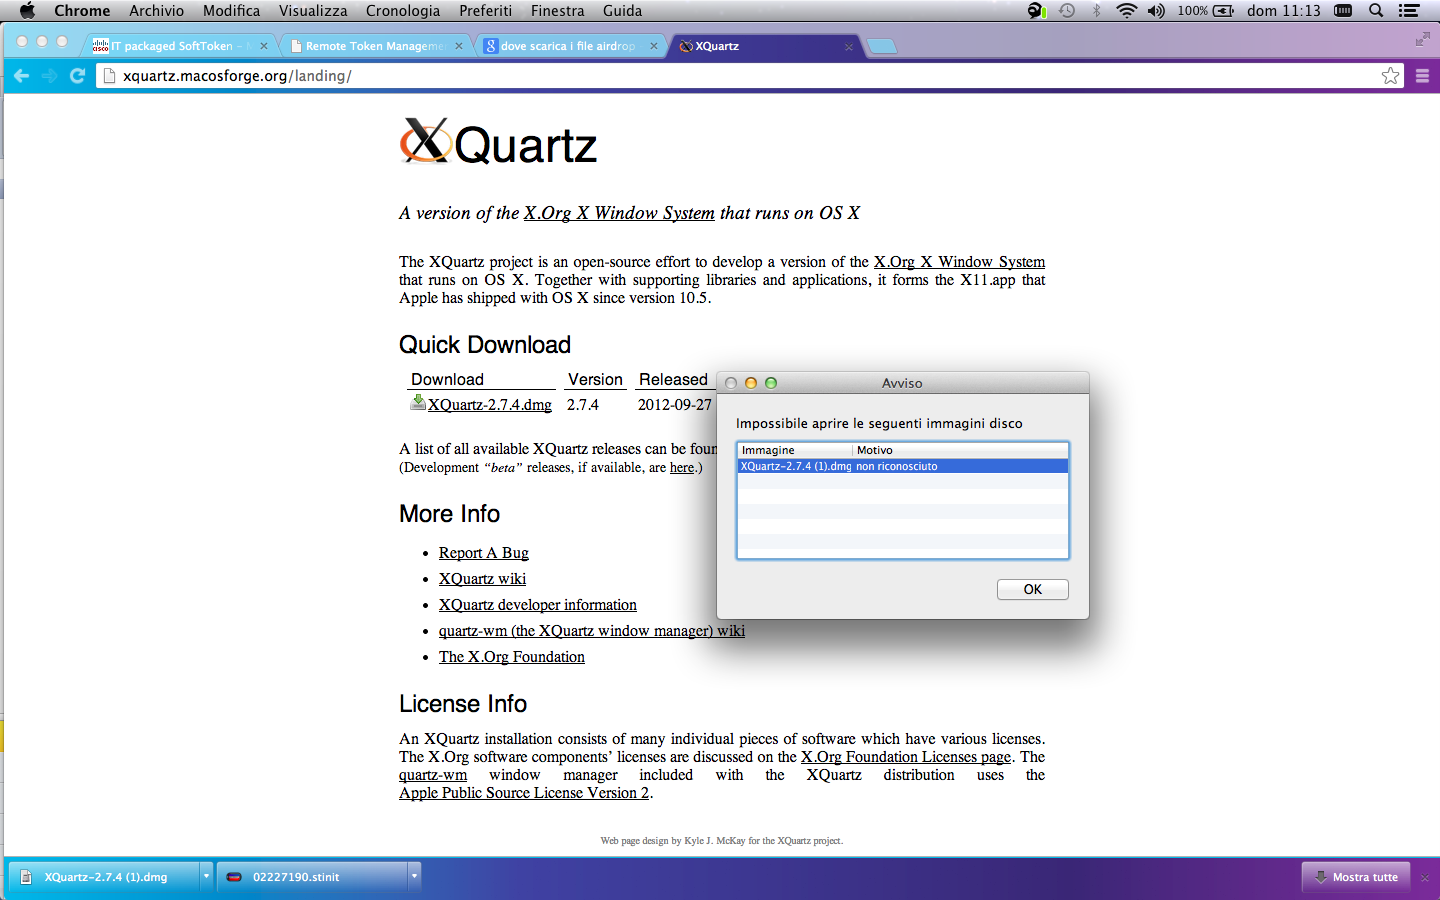 Chrome Archivio Modifica Visualizza Cronologia Preferiti Finestra Guida 100% dom 11:13
IT packaged SoftToken - Remote Token Manageme dove scarica i file airdrop XQuartz
xquartz.macosforge.org/landing/
XQuartz
A version of the X.Org X Window System that runs on OS X
The XQuartz project is an open-source effort to develop a version of the X.Org X Window System
that runs on OS X. Together with supporting libraries and applications, it forms the X11.app that
Apple has shipped with OS X since version 10.5.
Quick Download
Download Version Released
XQuartz-2.7.4.dmg 2.7.4 2012-09-27
A list of all available XQuartz releases can be foun
(Development “beta” releases, if available, are here.)
Avviso
Impossibile aprire le seguenti immagini disco
Immagine Motivo
XQuartz-2.7.4 (1).dmg non riconosciuto
OK
More Info
• Report A Bug
• XQuartz wiki
• XQuartz developer information
• quartz-wm (the XQuartz window manager) wiki
• The X.Org Foundation
License Info
An XQuartz installation consists of many individual pieces of software which have various licenses.
The X.Org software components’ licenses are discussed on the X.Org Foundation Licenses page. The
quartz-wm window manager included with the XQuartz distribution uses the
Apple Public Source License Version 2.
Web page design by Kyle J. McKay for the XQuartz project.
XQuartz-2.7.4 (1).dmg 02227190.stinit Mostra tutte